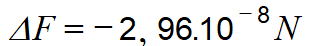 ΔF = − 2, 96.10⁻⁸ N